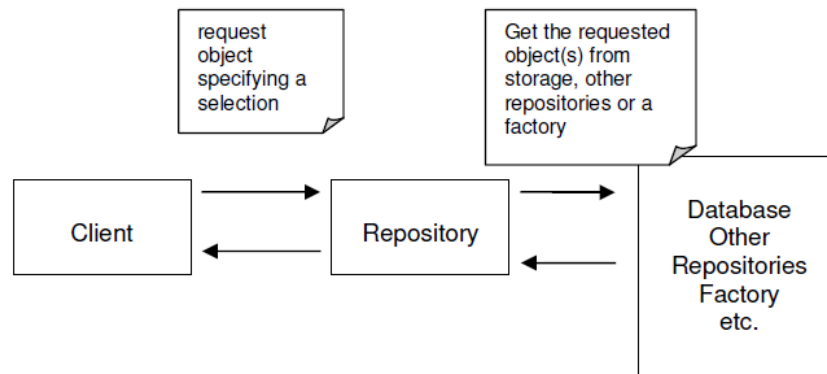 request
object
specifying a
selection
Get the requested
object(s) from
storage, other
repositories or a
factory
Client
Repository
Database
Other
Repositories
Factory
etc.